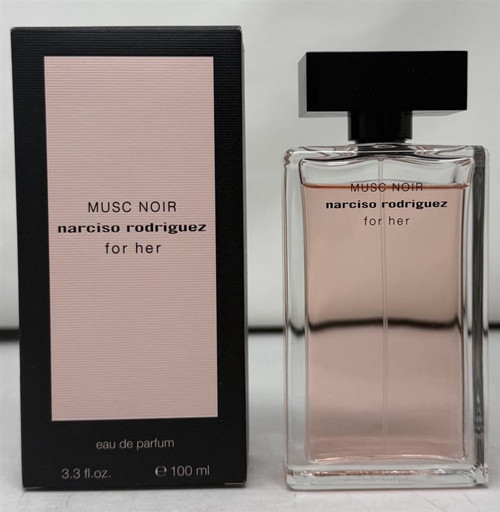 MUSC NOIR
narciso rodriguez
for her
eau de parfum
3.3 fl.oz. ℮ 100 ml
MUSC NOIR
narciso rodriguez
for her